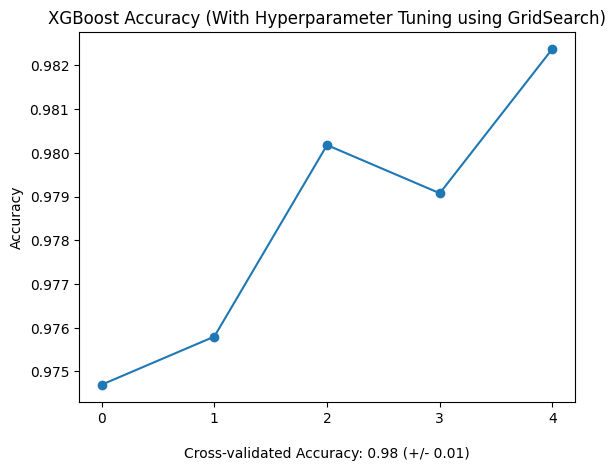 XGBoost Accuracy (With Hyperparameter Tuning using GridSearch)
Accuracy
0.982
0.981
0.980
0.979
0.978
0.977
0.976
0.975
0 1 2 3 4
Cross-validated Accuracy: 0.98 (+/- 0.01)